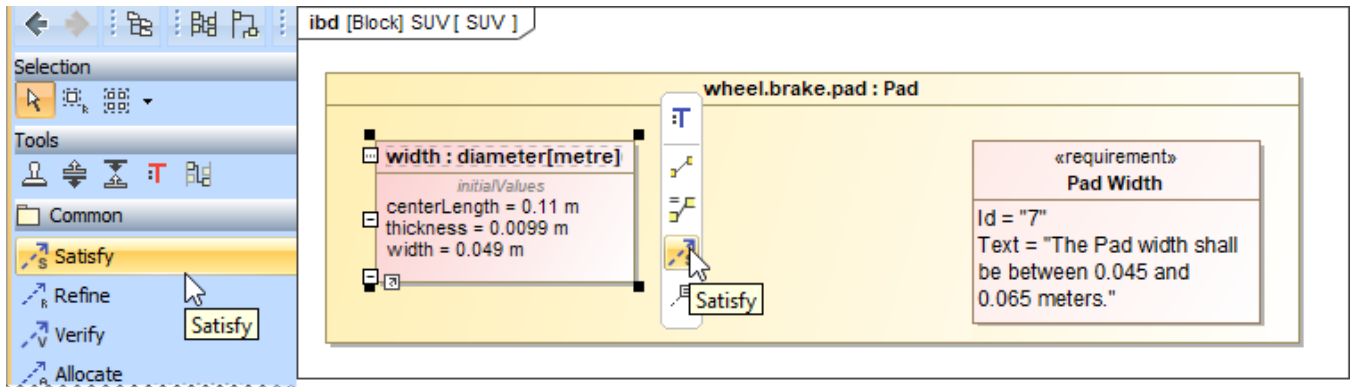 Selection
Tools
Common
Satisfy
Refine
Verify
Allocate
Satisfy
ibd [Block] SUV [ SUV ]
wheel.brake.pad : Pad
width : diameter[metre]
initialValues
centerLength = 0.11 m
thickness = 0.0099 m
width = 0.049 m
Satisfy
«requirement»
Pad Width
Id = "7"
Text = "The Pad width shall
be between 0.045 and
0.065 meters."